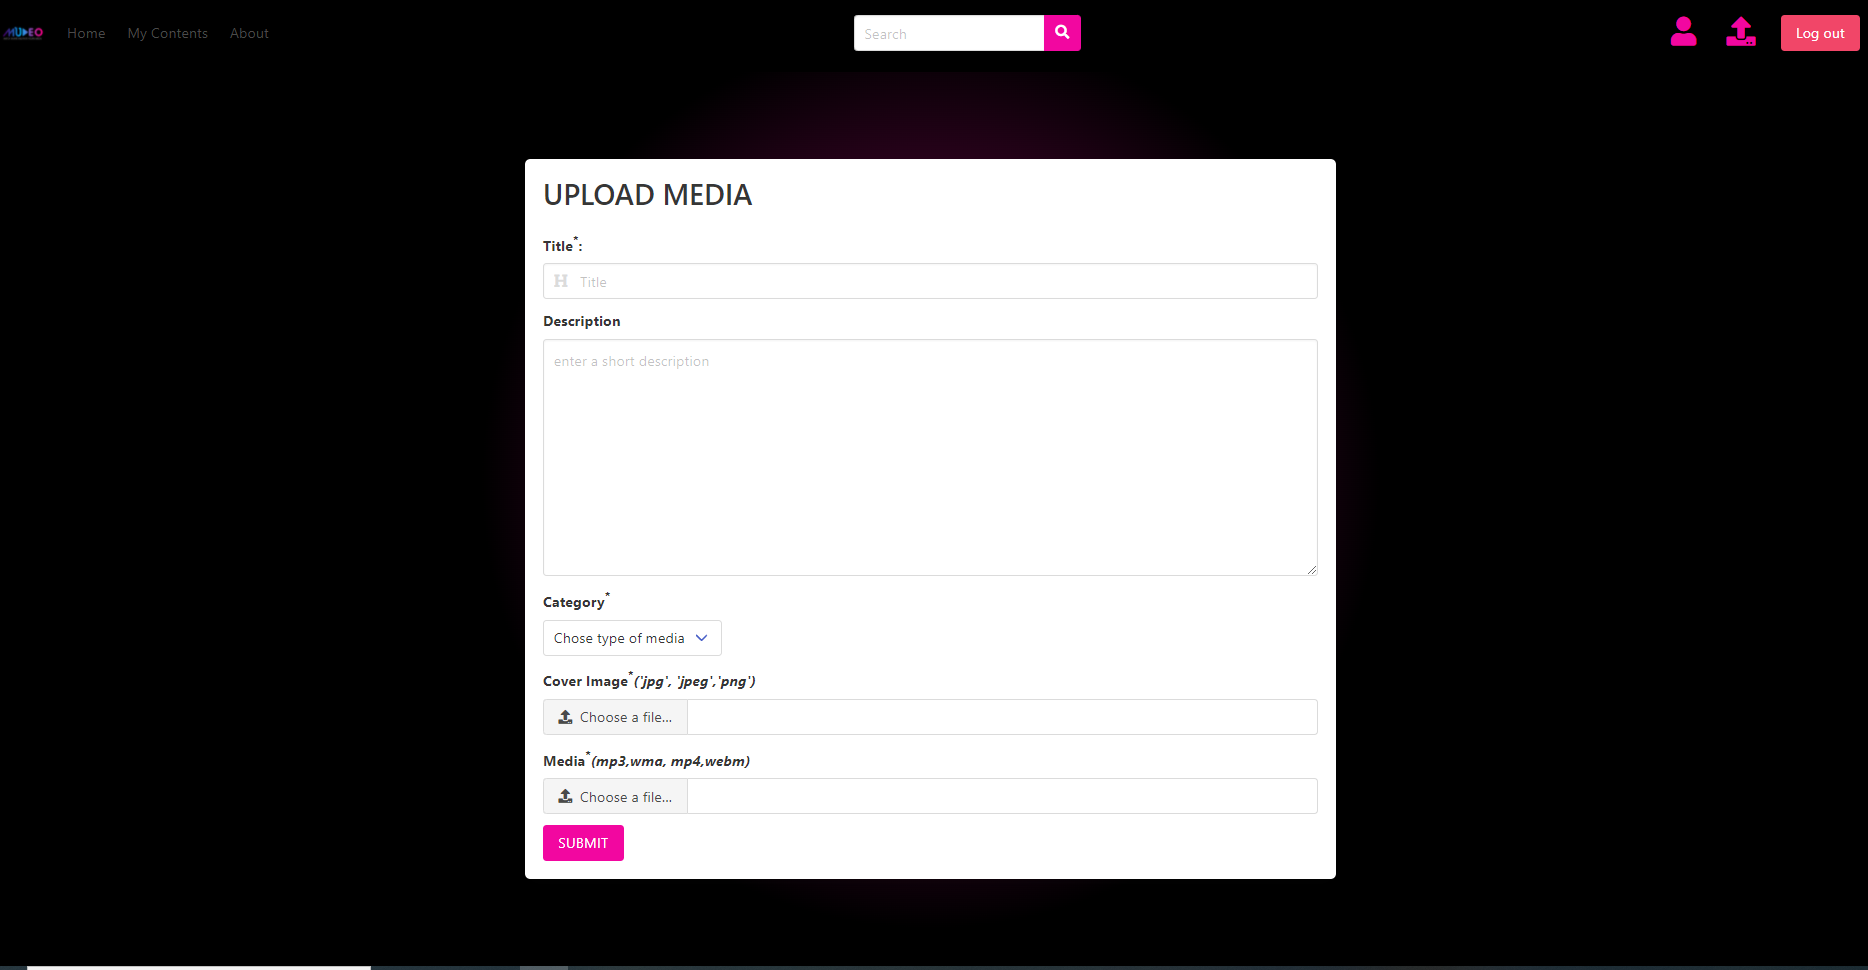 MUDEO Home My Contents About Search Log out
UPLOAD MEDIA
Title*:
H Title
Description
enter a short description
Category*
Chose type of media
Cover Image*('jpg', 'jpeg','png')
Choose a file...
Media*(mp3,wma, mp4,webm)
Choose a file...
SUBMIT